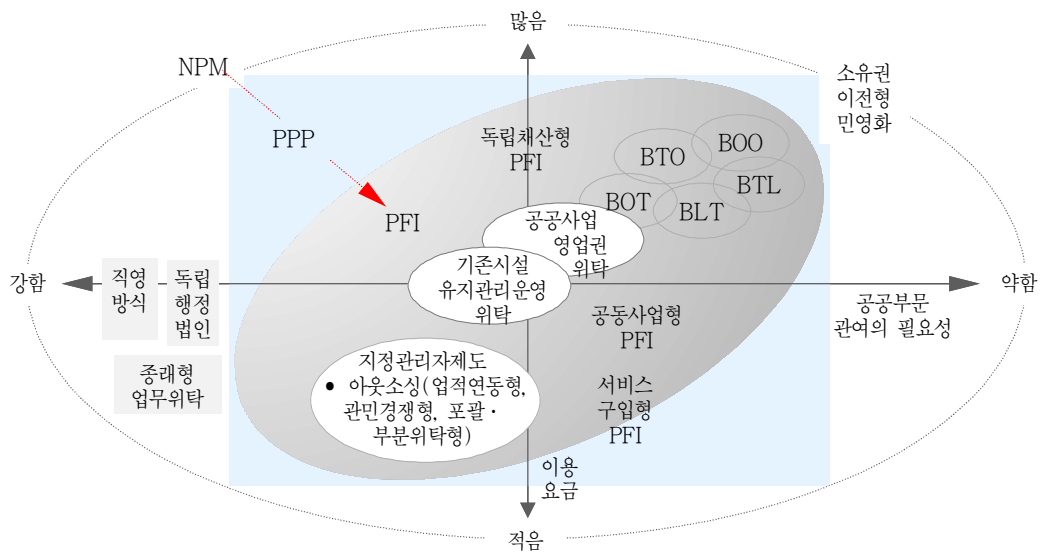 많음
NPM
소유권
이전형
민영화
PPP
독립채산형
PFI
BTO
BOO
BTL
BOT
BLT
PFI
공공사업
영업권
위탁
기존시설
유지관리운영
위탁
강함
직영
방식
독립
행정
법인
약함
공공부문
관여의 필요성
공동사업형
PFI
종래형
업무위탁
지정관리자제도
• 아웃소싱(업적연동형,
관민경쟁형, 포괄·
부분위탁형)
서비스
구입형
PFI
이용
요금
적음